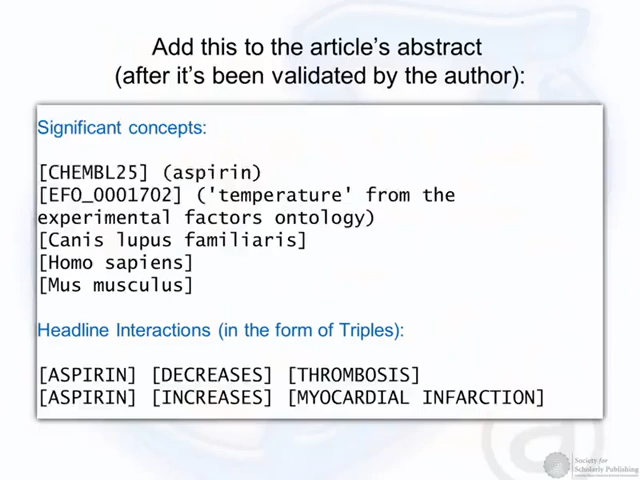 Add this to the article's abstract
(after it's been validated by the author):
Significant concepts:
[CHEMBL25] (aspirin)
[EFO_0001702] ('temperature' from the
experimental factors ontology)
[Canis lupus familiaris]
[Homo sapiens]
[Mus musculus]
Headline Interactions (in the form of Triples):
[ASPIRIN] [DECREASES] [THROMBOSIS]
[ASPIRIN] [INCREASES] [MYOCARDIAL INFARCTION]
Society for
Scholarly Publishing